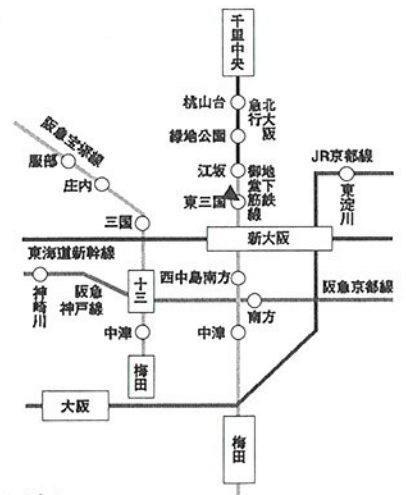 千里中央
桃山台
北大阪
急行
緑地公園
阪急宝塚線
服部
庄内
江坂
地下鉄
御堂筋線
JR京都線
東淀川
東三国
三国
新大阪
東海道新幹線
神崎川
阪急
神戸線
十三
西中島南方
阪急京都線
南方
中津
中津
梅田
大阪
梅田